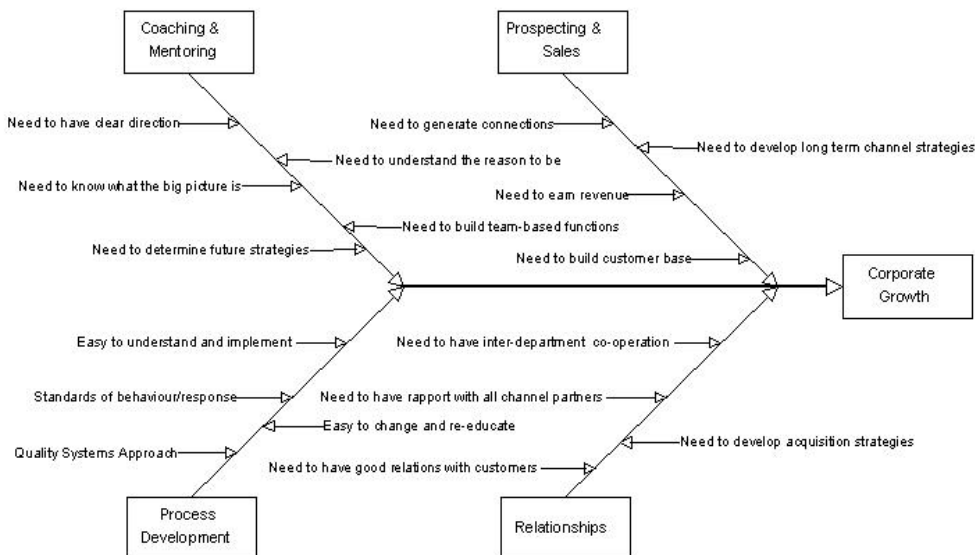 Coaching &
Mentoring
Prospecting &
Sales
Need to have clear direction
Need to generate connections
Need to develop long term channel strategies
Need to understand the reason to be
Need to know what the big picture is
Need to earn revenue
Need to build team-based functions
Need to determine future strategies
Need to build customer base
Corporate
Growth
Easy to understand and implement
Need to have inter-department co-operation
Standards of behaviour/response
Need to have rapport with all channel partners
Easy to change and re-educate
Need to develop acquisition strategies
Quality Systems Approach
Need to have good relations with customers
Process
Development
Relationships